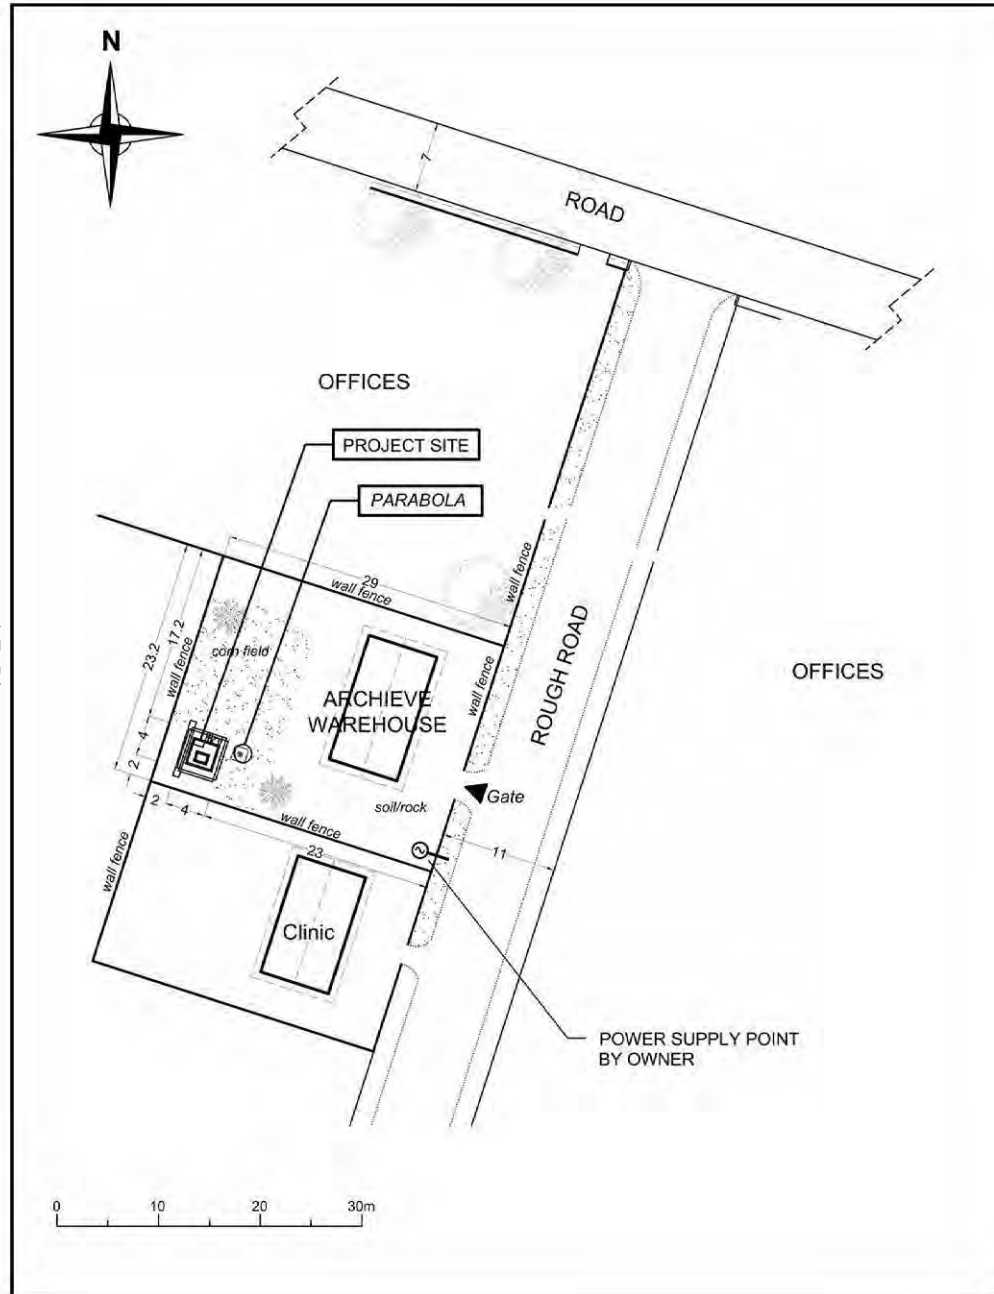 N
7
ROAD
OFFICES
PROJECT SITE
PARABOLA
wall fence
29
wall fence
23.2
17.2
wall fence
corn field
wall fence
ROUGH ROAD
OFFICES
ARCHIEVE
WAREHOUSE
4
2
2
4
soil/rock
Gate
wall fence
23
11
wall fence
Clinic
POWER SUPPLY POINT
BY OWNER
0 10 20 30m